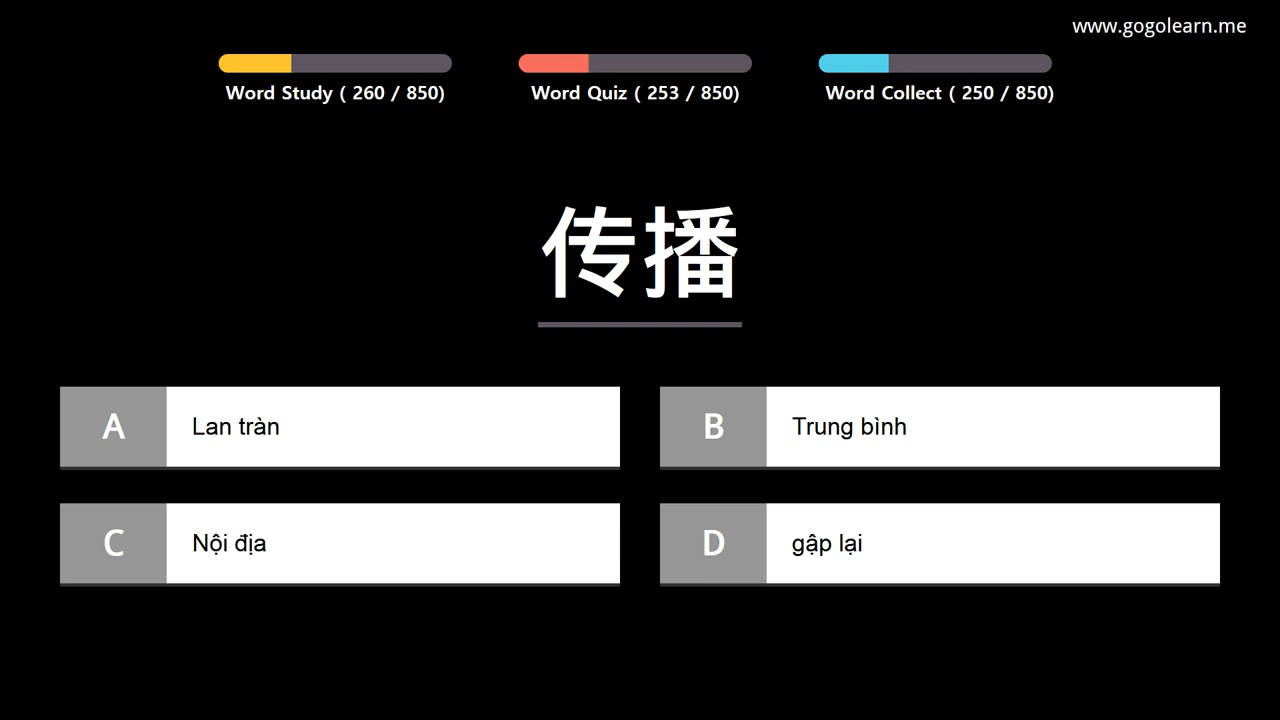 www.gogolearn.me
Word Study ( 260 / 850)
Word Quiz ( 253 / 850)
Word Collect ( 250 / 850)
传播
A Lan tràn
B Trung bình
C Nội địa
D gập lại